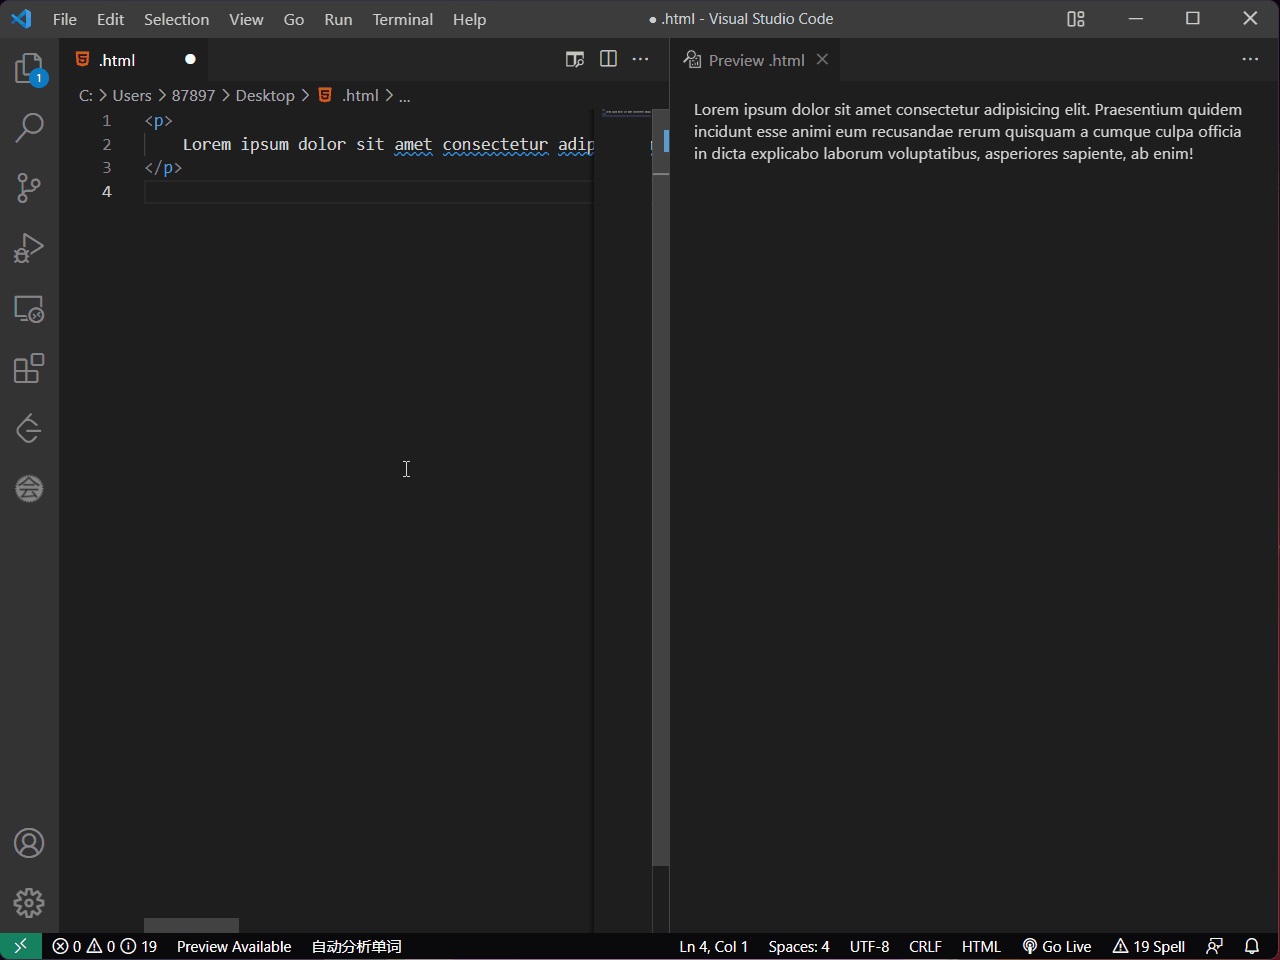 File Edit Selection View Go Run Terminal Help
● .html - Visual Studio Code
1
.html
Preview .html
C: Users 87897 Desktop .html ...
1 <p>
2 Lorem ipsum dolor sit amet consectetur adip
3 </p>
4
Lorem ipsum dolor sit amet consectetur adipisicing elit. Praesentium quidem
incidunt esse animi eum recusandae rerum quisquam a cumque culpa officia
in dicta explicabo laborum voluptatibus, asperiores sapiente, ab enim!
会
0 0 19 Preview Available 自动分析单词 Ln 4, Col 1 Spaces: 4 UTF-8 CRLF HTML Go Live 19 Spell